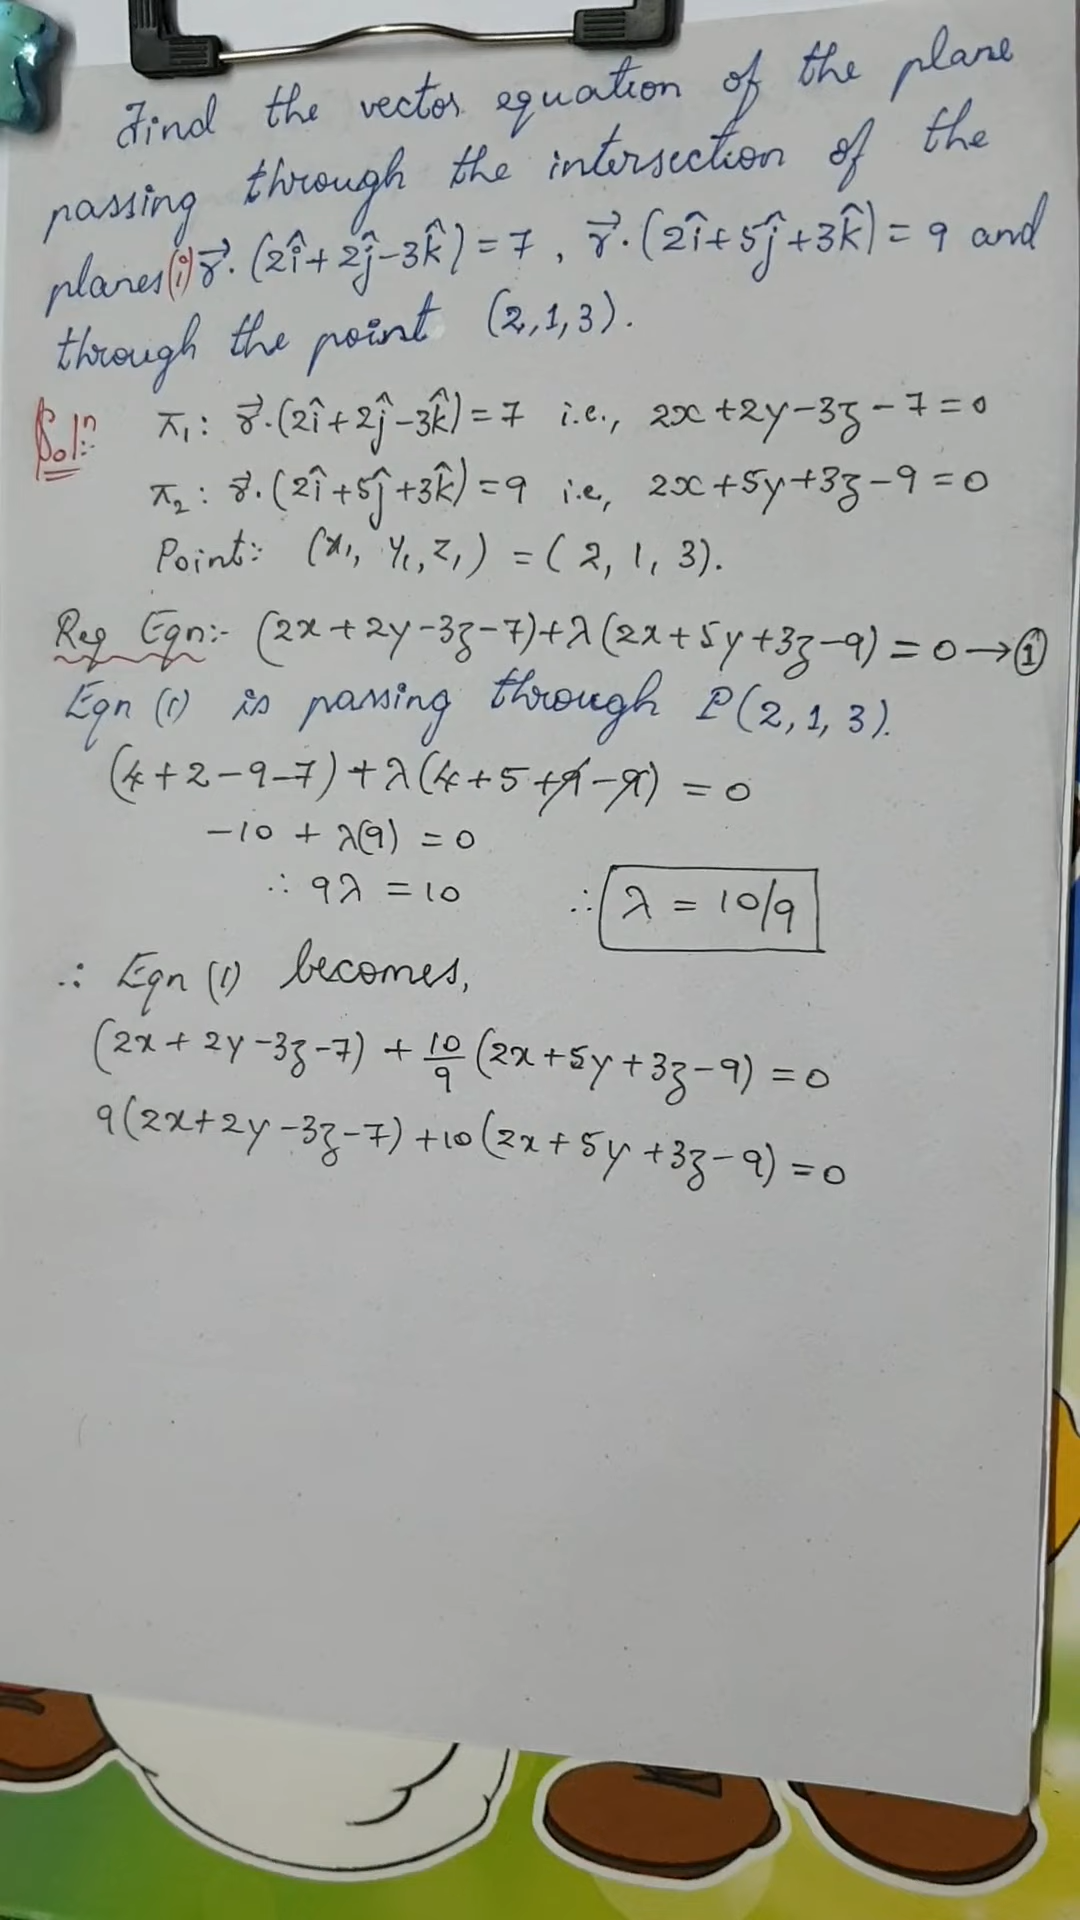 Find the vector equation of the plane
passing through the intersection of the
planes (i) r⃗·(2î+2ĵ-3k̂)=7, r⃗·(2î+5ĵ+3k̂)=9 and
through the point (2,1,3).
Solⁿ:- π₁: r⃗·(2î+2ĵ-3k̂)=7 i.e., 2x+2y-3z-7=0
π₂: r⃗·(2î+5ĵ+3k̂)=9 i.e, 2x+5y+3z-9=0
Point:- (x₁, y₁, z₁) = (2, 1, 3).
Req Eqn:- (2x+2y-3z-7)+λ(2x+5y+3z-9)=0→①
Eqn (1) is passing through P(2,1,3).
(4+2-9-7)+λ(4+5+9-9)=0
-10+λ(9)=0
∴ 9λ=10 ∴ λ=10/9
∴ Eqn (1) becomes,
(2x+2y-3z-7)+10/9(2x+5y+3z-9)=0
9(2x+2y-3z-7)+10(2x+5y+3z-9)=0